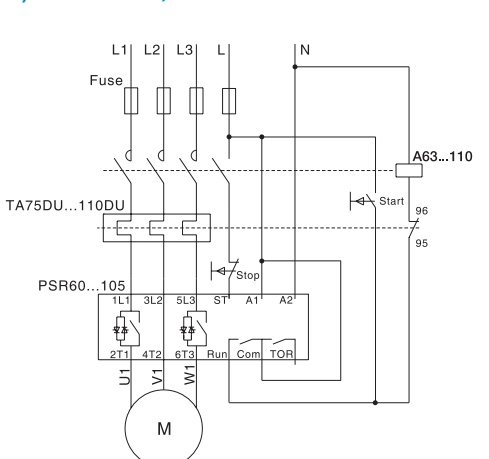 L1 L2 L3 L N
Fuse
A63...110
Start
TA75DU...110DU
96
95
Stop
PSR60...105
1L1 3L2 5L3 ST A1 A2
2T1 4T2 6T3 Run Com TOR
U1 V1 W1
M